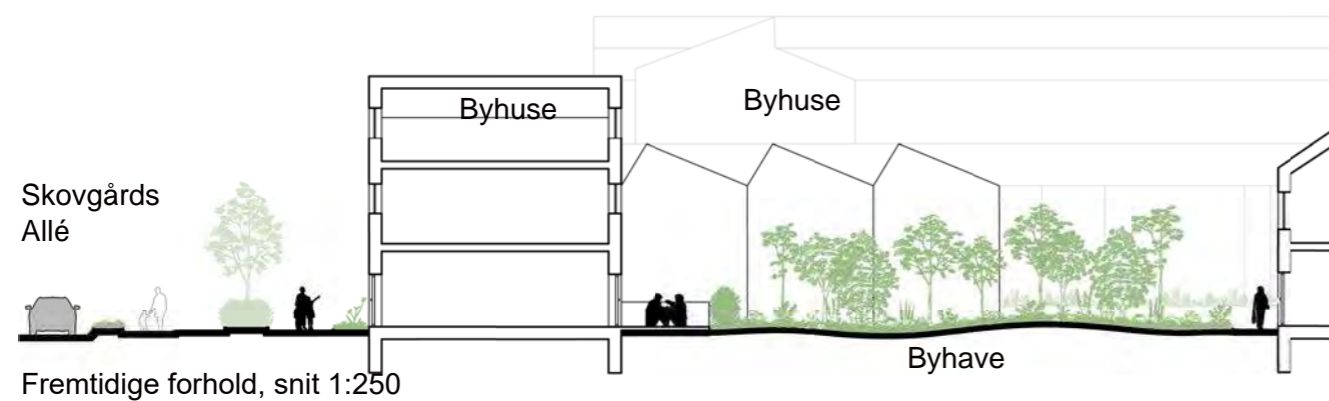 Byhuse
Byhuse
Skovgårds
Allé
Byhave
Fremtidige forhold, snit 1:250